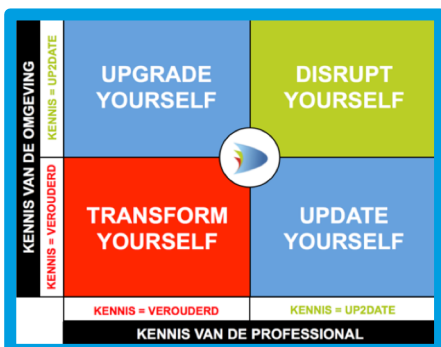 KENNIS VAN DE OMGEVING
KENNIS = UP2DATE
KENNIS = VEROUDERD
UPGRADE
YOURSELF
DISRUPT
YOURSELF
TRANSFORM
YOURSELF
UPDATE
YOURSELF
KENNIS = VEROUDERD
KENNIS = UP2DATE
KENNIS VAN DE PROFESSIONAL